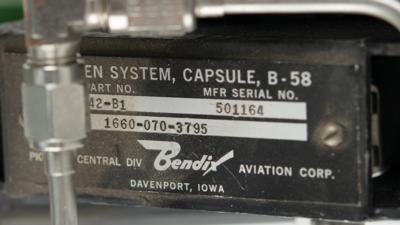 EN SYSTEM, CAPSULE, B-58
PART NO. MFR SERIAL NO.
42-B1 501164
1660-070-3795
CENTRAL DIV Bendix AVIATION CORP.
DAVENPORT, IOWA